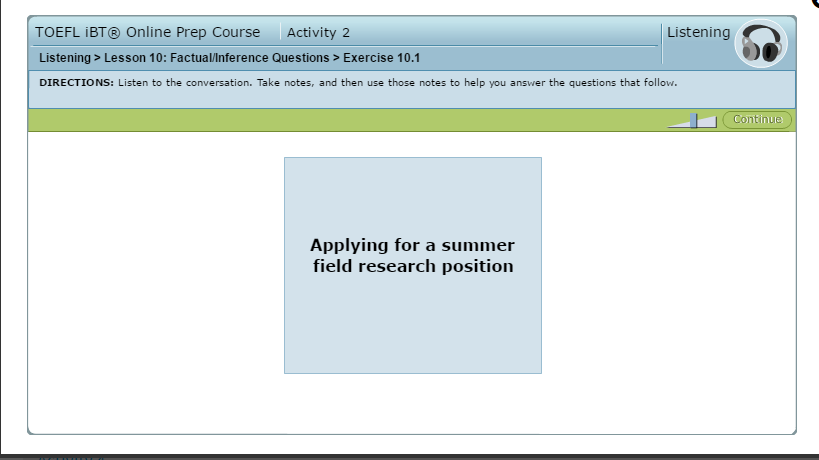 TOEFL iBT® Online Prep Course Activity 2 Listening
Listening > Lesson 10: Factual/Inference Questions > Exercise 10.1
DIRECTIONS: Listen to the conversation. Take notes, and then use those notes to help you answer the questions that follow.
Continue
Applying for a summer
field research position